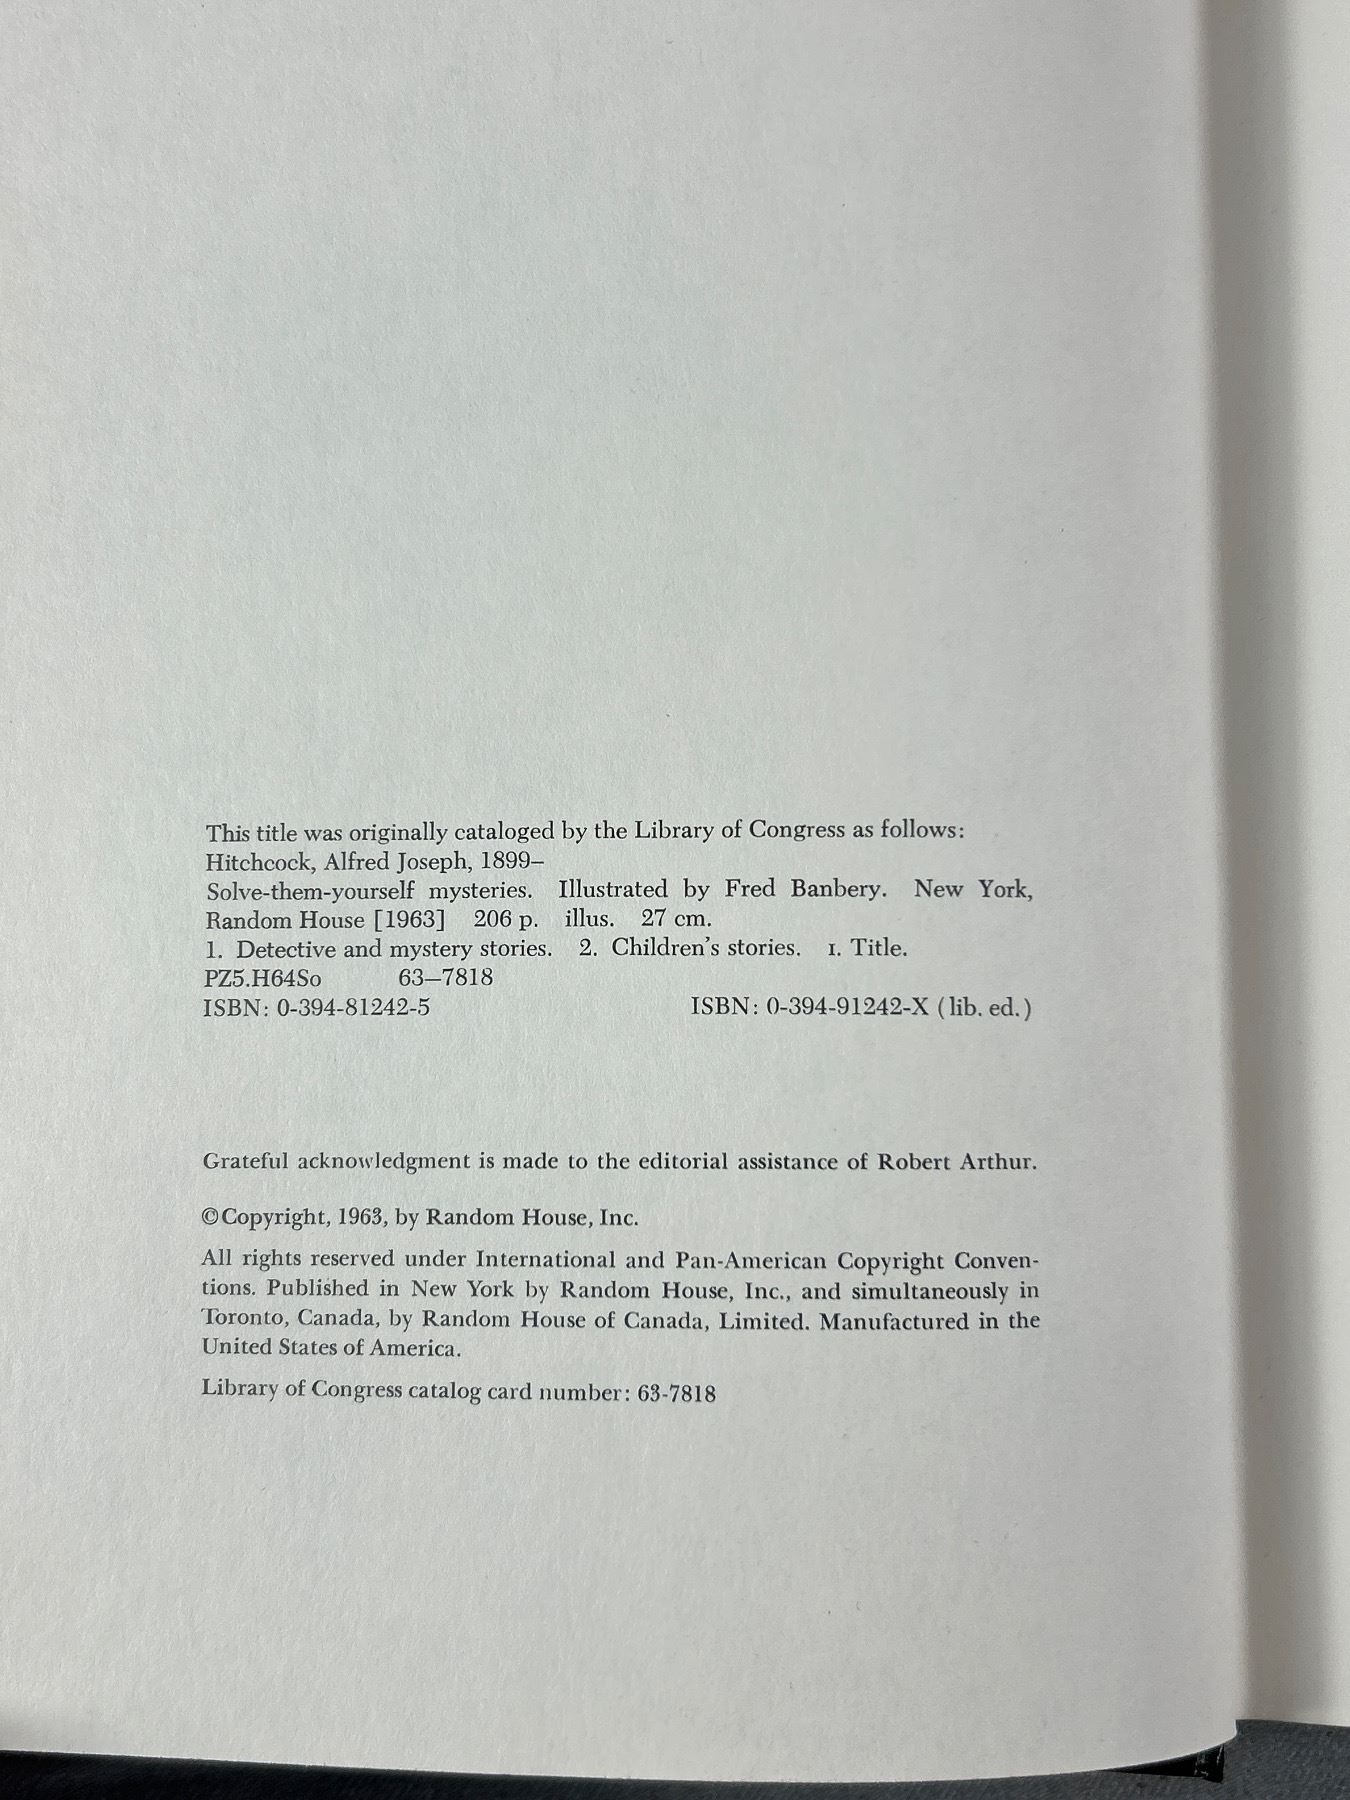 This title was originally cataloged by the Library of Congress as follows:
Hitchcock, Alfred Joseph, 1899–
Solve-them-yourself mysteries. Illustrated by Fred Banbery. New York,
Random House [1963] 206 p. illus. 27 cm.
1. Detective and mystery stories. 2. Children's stories. I. Title.
PZ5.H64So 63–7818
ISBN: 0-394-81242-5 ISBN: 0-394-91242-X (lib. ed.)
Grateful acknowledgment is made to the editorial assistance of Robert Arthur.
©Copyright, 1963, by Random House, Inc.
All rights reserved under International and Pan-American Copyright Conven-
tions. Published in New York by Random House, Inc., and simultaneously in
Toronto, Canada, by Random House of Canada, Limited. Manufactured in the
United States of America.
Library of Congress catalog card number: 63-7818